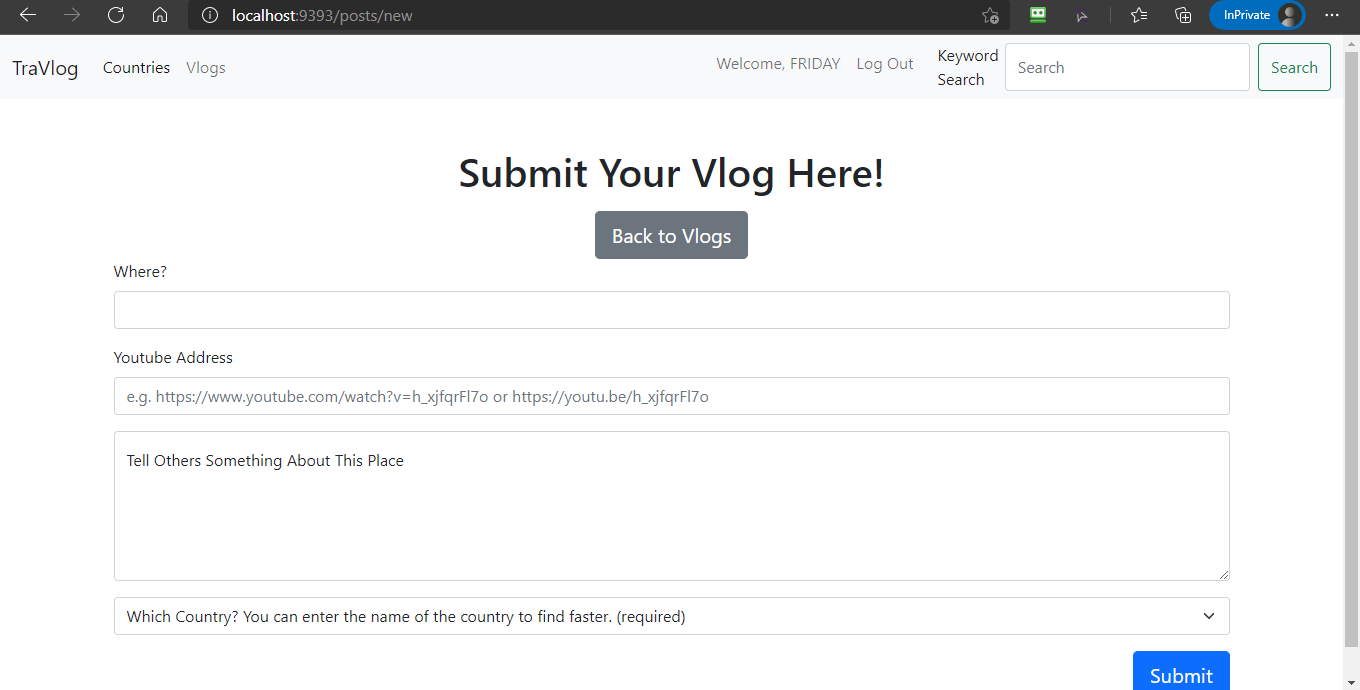 localhost:9393/posts/new
InPrivate
TraVlog Countries Vlogs Welcome, FRIDAY Log Out Keyword Search Search Search
Submit Your Vlog Here!
Back to Vlogs
Where?
Youtube Address
e.g. https://www.youtube.com/watch?v=h_xjfqrFl7o or https://youtu.be/h_xjfqrFl7o
Tell Others Something About This Place
Which Country? You can enter the name of the country to find faster. (required)
Submit